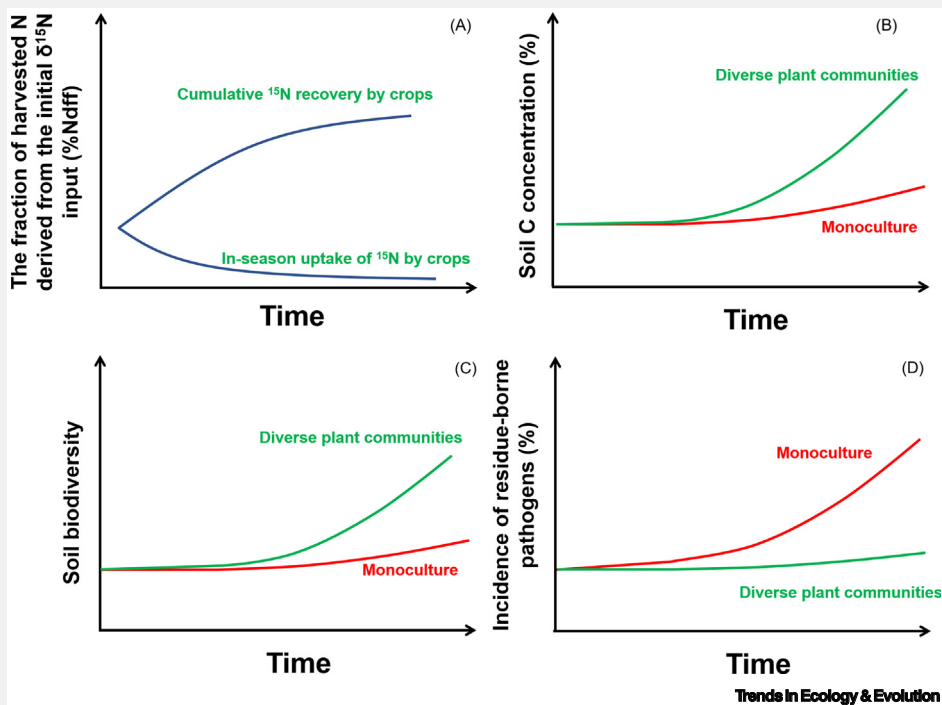 (A)
The fraction of harvested N
derived from the initial δ¹⁵N
input (%Ndff)
Cumulative ¹⁵N recovery by crops
In-season uptake of ¹⁵N by crops
Time
(B)
Soil C concentration (%)
Diverse plant communities
Monoculture
Time
(C)
Soil biodiversity
Diverse plant communities
Monoculture
Time
(D)
Incidence of residue-borne
pathogens (%)
Monoculture
Diverse plant communities
Time
Trends in Ecology & Evolution